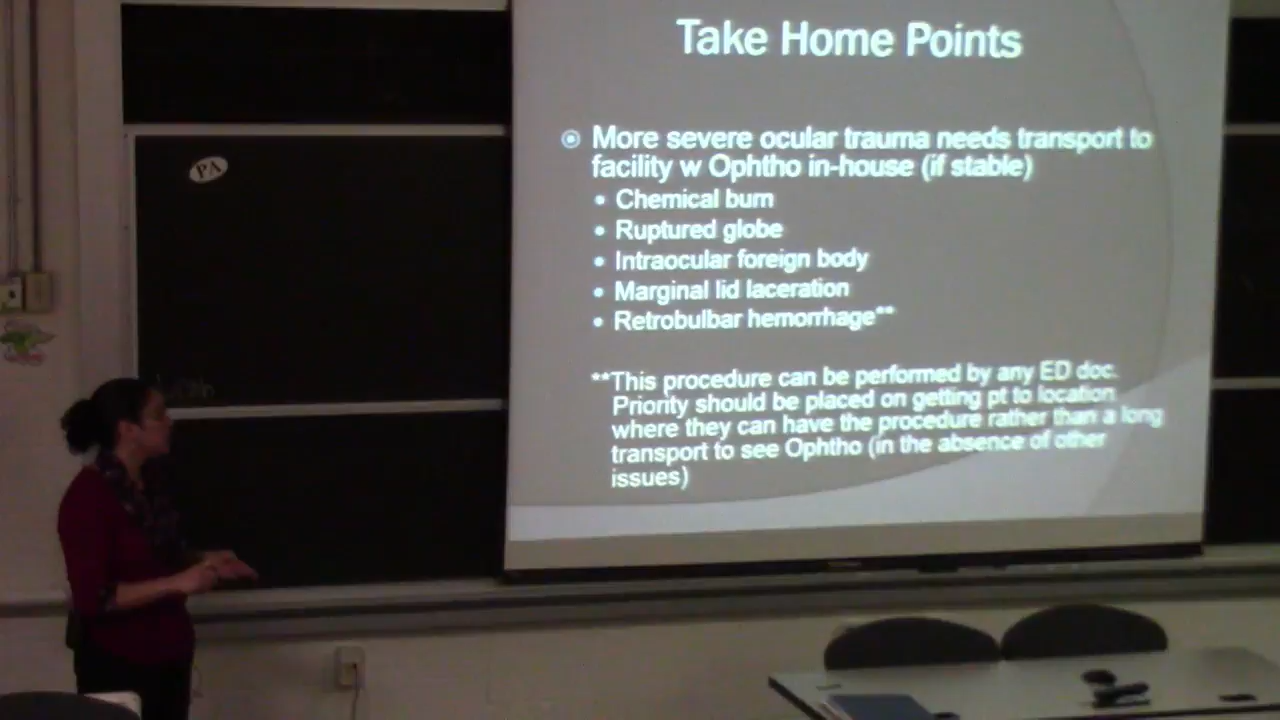 Take Home Points
More severe ocular trauma needs transport to
facility w Ophtho in-house (if stable)
• Chemical burn
• Ruptured globe
• Intraocular foreign body
• Marginal lid laceration
• Retrobulbar hemorrhage**
**This procedure can be performed by any ED doc.
Priority should be placed on getting pt to location
where they can have the procedure rather than a long
transport to see Ophtho (in the absence of other
issues)
PA